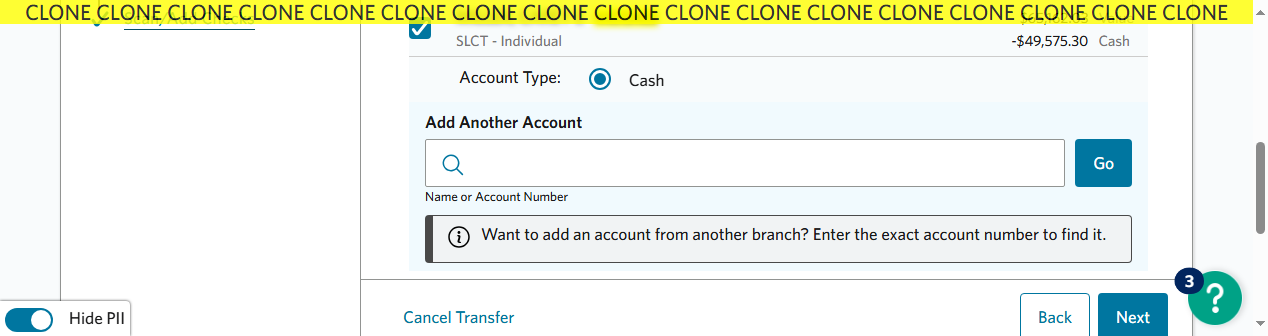 CLONE CLONE CLONE CLONE CLONE CLONE CLONE CLONE CLONE CLONE CLONE CLONE CLONE CLONE CLONE CLONE CLONE
SLCT - Individual
-$49,575.30 Cash
Account Type: Cash
Add Another Account
Go
Name or Account Number
Want to add an account from another branch? Enter the exact account number to find it.
3
?
Hide PII
Cancel Transfer
Back
Next